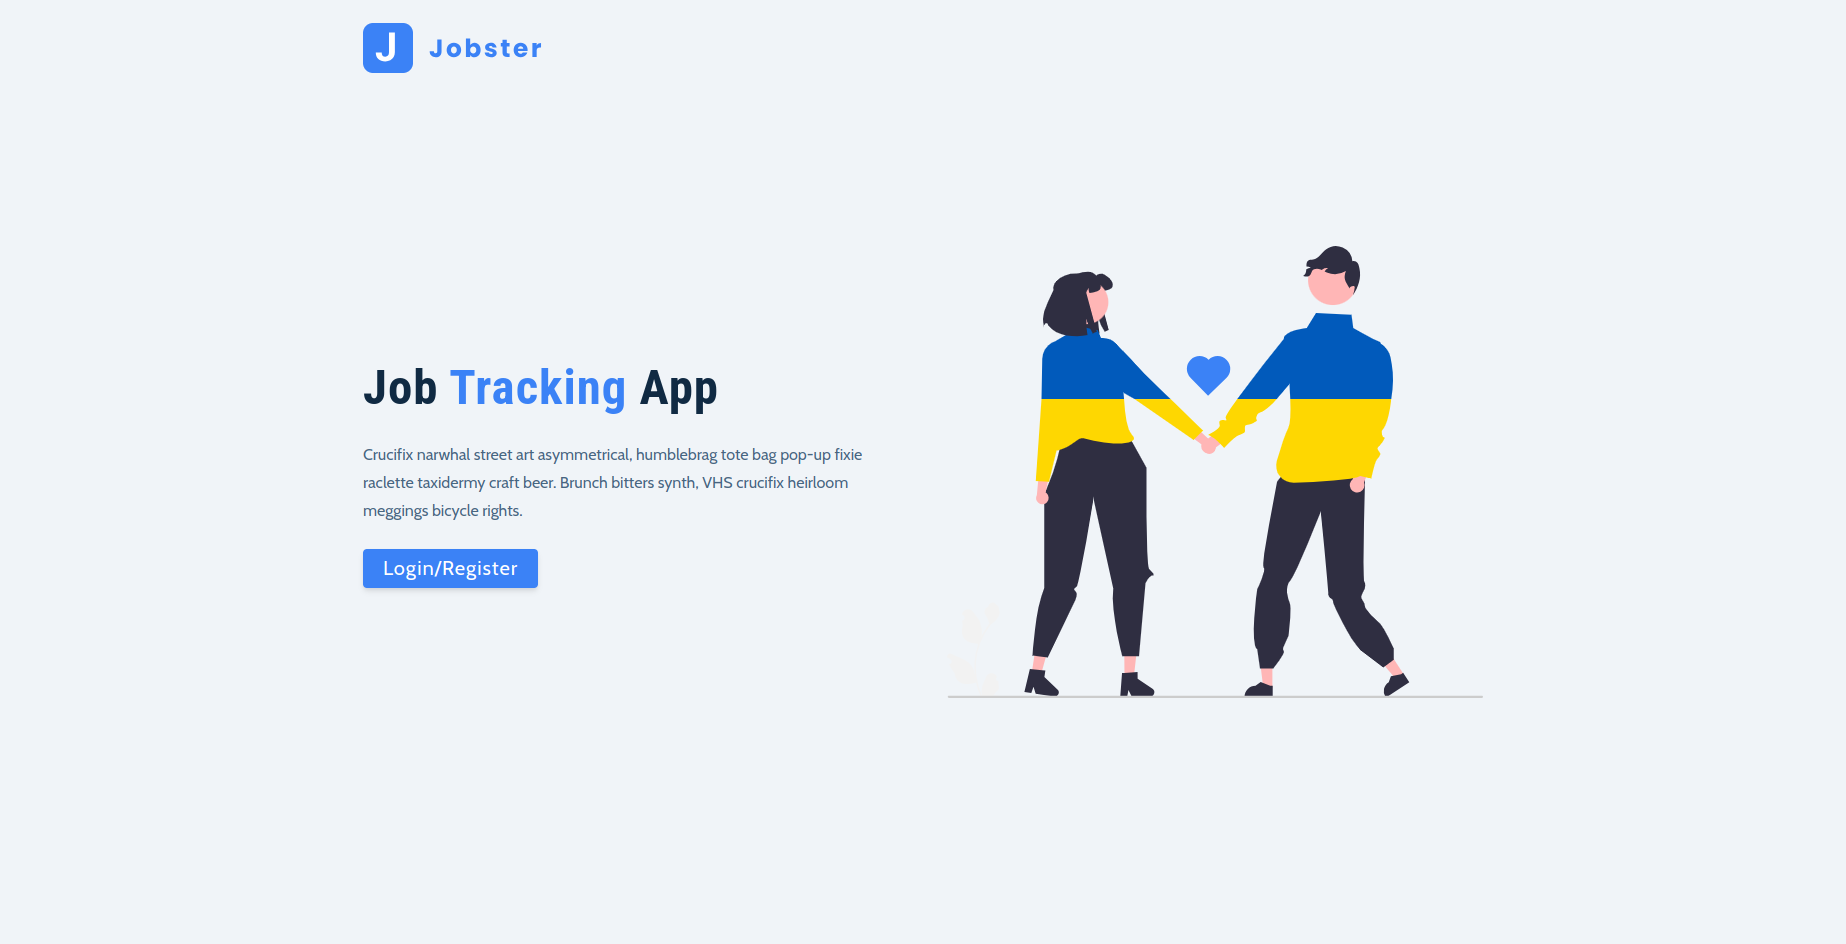 J Jobster
Job Tracking App
Crucifix narwhal street art asymmetrical, humblebrag tote bag pop-up fixie
raclette taxidermy craft beer. Brunch bitters synth, VHS crucifix heirloom
meggings bicycle rights.
Login/Register